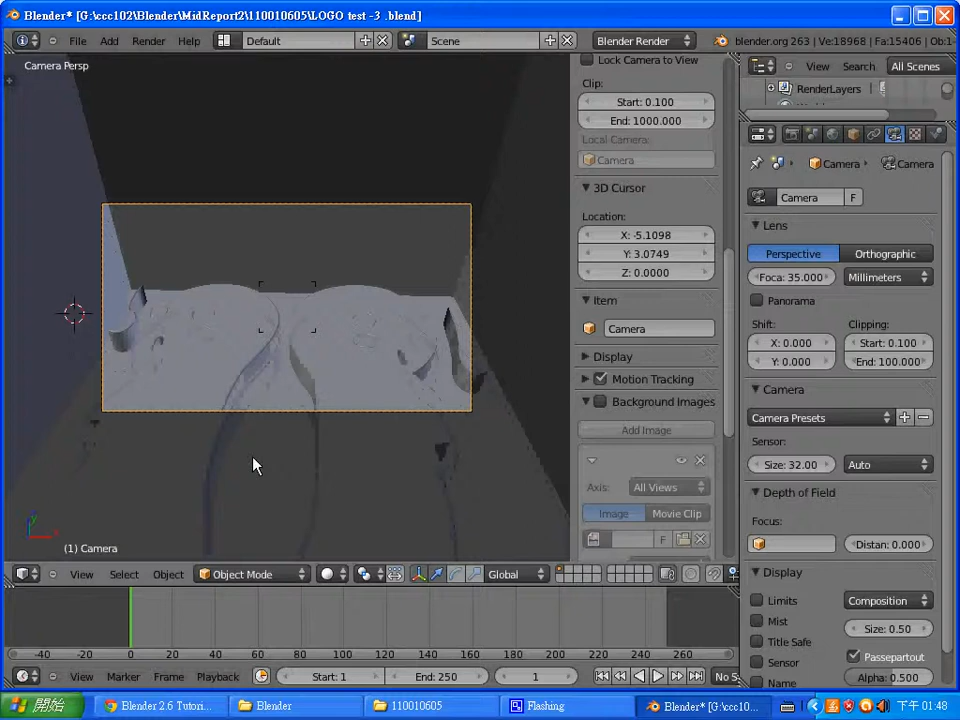 Blender* [G:\ccc102\Blender\MidReport2\110010605\LOGO test -3 .blend]
File Add Render Help Default Scene Blender Render blender.org 263 | Ve:18968 | Fa:15406 | Ob:1-
Camera Persp
(1) Camera
View Select Object Object Mode Global
-40 -20 0 20 40 60 80 100 120 140 160 180 200 220 240 260
View Marker Frame Playback Start: 1 End: 250 1 No S
Lock Camera to View
Clip:
Start: 0.100
End: 1000.000
Local Camera:
Camera
3D Cursor
Location:
X: -5.1098
Y: 3.0749
Z: 0.0000
Item
Camera
Display
Motion Tracking
Background Images
Add Image
Axis: All Views
Image Movie Clip
F
View Search All Scenes
RenderLayers
Camera Camera
Camera F
Lens
Perspective Orthographic
Foca: 35.000 Millimeters
Panorama
Shift: Clipping:
X: 0.000 Start: 0.100
Y: 0.000 End: 100.000
Camera
Camera Presets
Sensor:
Size: 32.00 Auto
Depth of Field
Focus:
Distan: 0.000
Display
Limits Composition
Mist Size: 0.50
Title Safe
Sensor Passepartout
Name Alpha: 0.500
開始 Blender 2.6 Tutori... Blender 110010605 Flashing Blender* [G:\ccc10... 下午 01:48